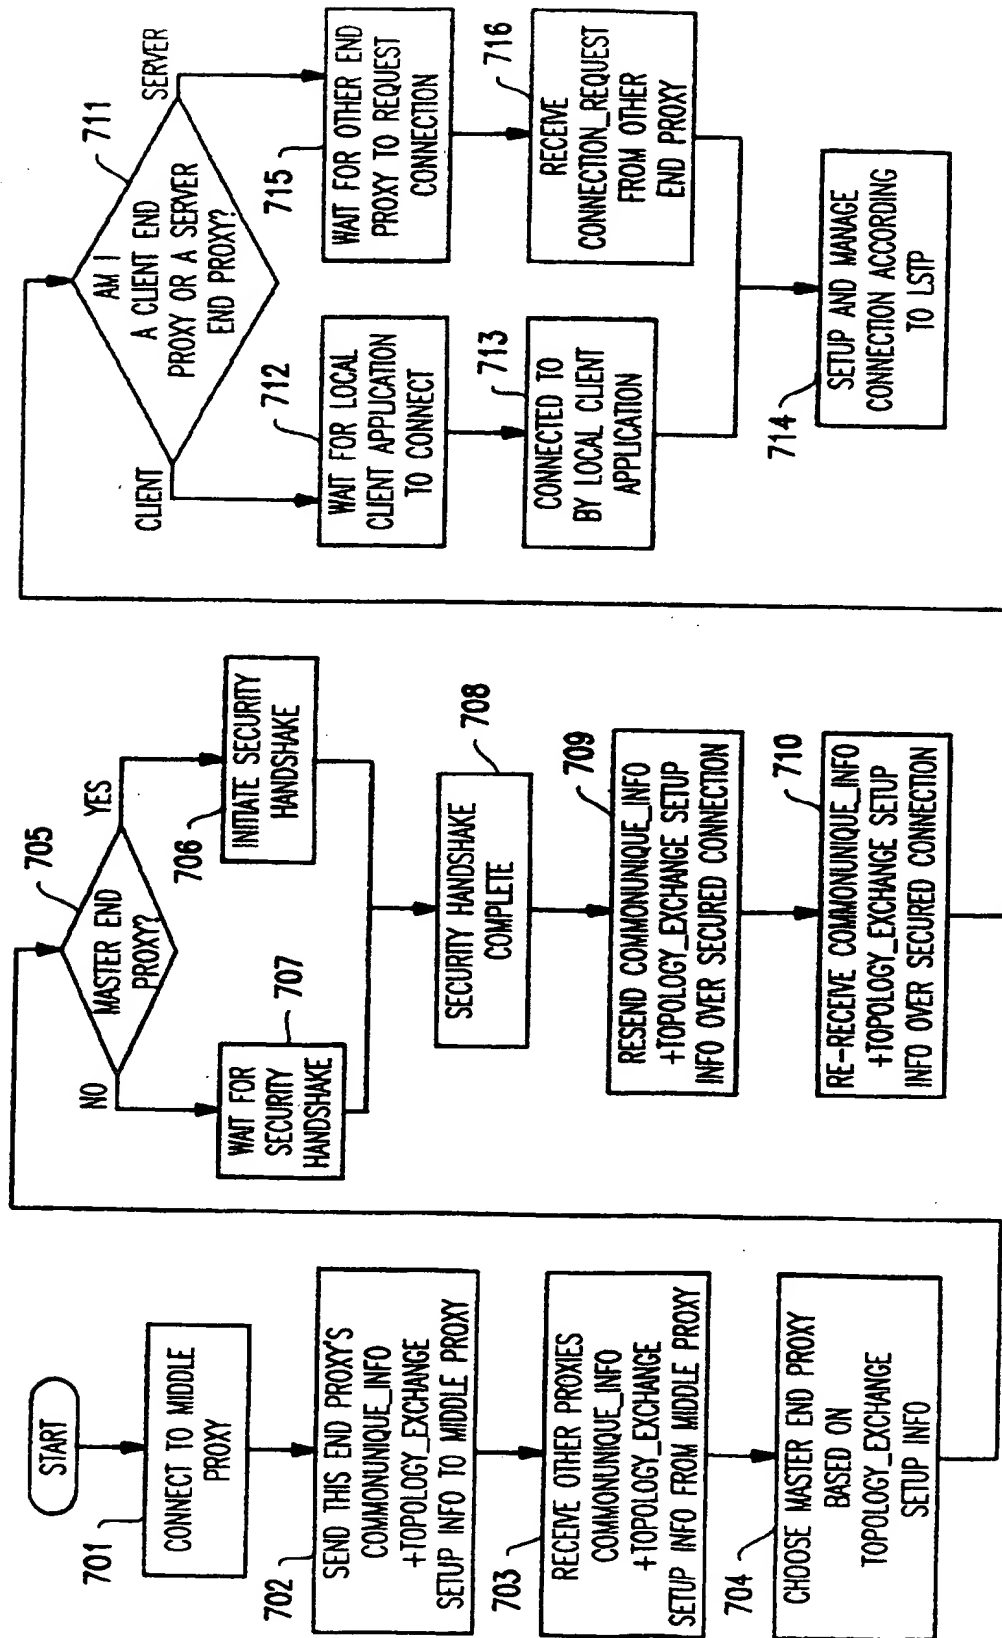 START
701
CONNECT TO MIDDLE
PROXY
702
SEND THIS END PROXY'S
COMMONUNIQUE_INFO
+TOPOLOGY_EXCHANGE
SETUP INFO TO MIDDLE PROXY
703
RECEIVE OTHER PROXIES
COMMONUNIQUE_INFO
+TOPOLOGY_EXCHANGE
SETUP INFO FROM MIDDLE PROXY
704
CHOOSE MASTER END PROXY
BASED ON
TOPOLOGY_EXCHANGE
SETUP INFO
705
MASTER END
PROXY?
NO
YES
707
WAIT FOR
SECURITY
HANDSHAKE
706
INITIATE SECURITY
HANDSHAKE
708
SECURITY HANDSHAKE
COMPLETE
709
RESEND COMMONUNIQUE_INFO
+TOPOLOGY_EXCHANGE SETUP
INFO OVER SECURED CONNECTION
710
RE-RECEIVE COMMONUNIQUE_INFO
+TOPOLOGY_EXCHANGE SETUP
INFO OVER SECURED CONNECTION
711
AM I
A CLIENT END
PROXY OR A SERVER
END PROXY?
CLIENT
SERVER
712
WAIT FOR LOCAL
CLIENT APPLICATION
TO CONNECT
713
CONNECTED TO
BY LOCAL CLIENT
APPLICATION
715
WAIT FOR OTHER END
PROXY TO REQUEST
CONNECTION
716
RECEIVE
CONNECTION_REQUEST
FROM OTHER
END PROXY
714
SETUP AND MANAGE
CONNECTION ACCORDING
TO LSTP